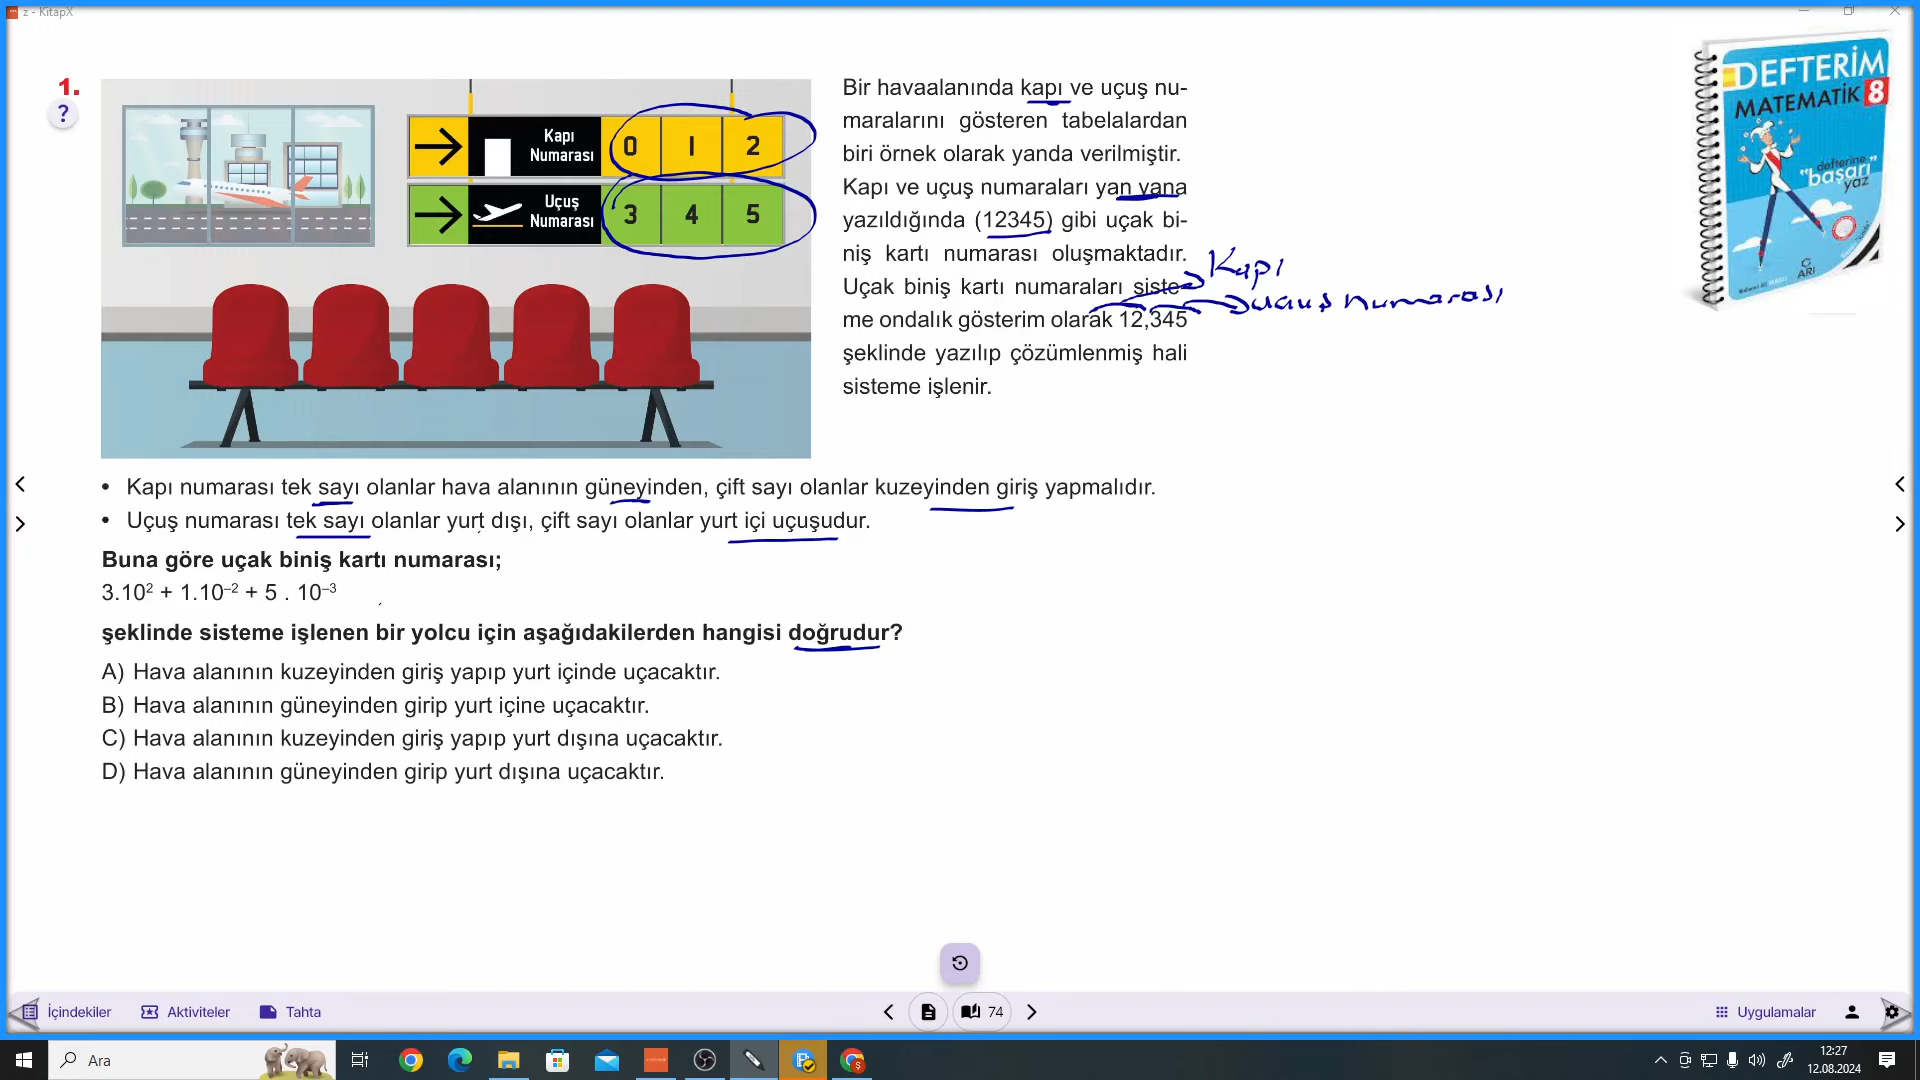 z - KitapX
1.
?
Kapı
Numarası
0 1 2
Uçuş
Numarası
3 4 5
Bir havaalanında kapı ve uçuş nu-
maralarını gösteren tabelalardan
biri örnek olarak yanda verilmiştir.
Kapı ve uçuş numaraları yan yana
yazıldığında (12345) gibi uçak bi-
niş kartı numarası oluşmaktadır.
Uçak biniş kartı numaraları siste-
me ondalık gösterim olarak 12,345
şeklinde yazılıp çözümlenmiş hali
sisteme işlenir.
Kapı
uçuş numarası
DEFTERİM
MATEMATİK 8
defterine
"başarı"
yaz
ARI
• Kapı numarası tek sayı olanlar hava alanının güneyinden, çift sayı olanlar kuzeyinden giriş yapmalıdır.
• Uçuş numarası tek sayı olanlar yurt dışı, çift sayı olanlar yurt içi uçuşudur.
Buna göre uçak biniş kartı numarası;
3.10² + 1.10⁻² + 5 . 10⁻³
şeklinde sisteme işlenen bir yolcu için aşağıdakilerden hangisi doğrudur?
A) Hava alanının kuzeyinden giriş yapıp yurt içinde uçacaktır.
B) Hava alanının güneyinden girip yurt içine uçacaktır.
C) Hava alanının kuzeyinden giriş yapıp yurt dışına uçacaktır.
D) Hava alanının güneyinden girip yurt dışına uçacaktır.
İçindekiler
Aktiviteler
Tahta
74
Uygulamalar
Ara
12:27
12.08.2024